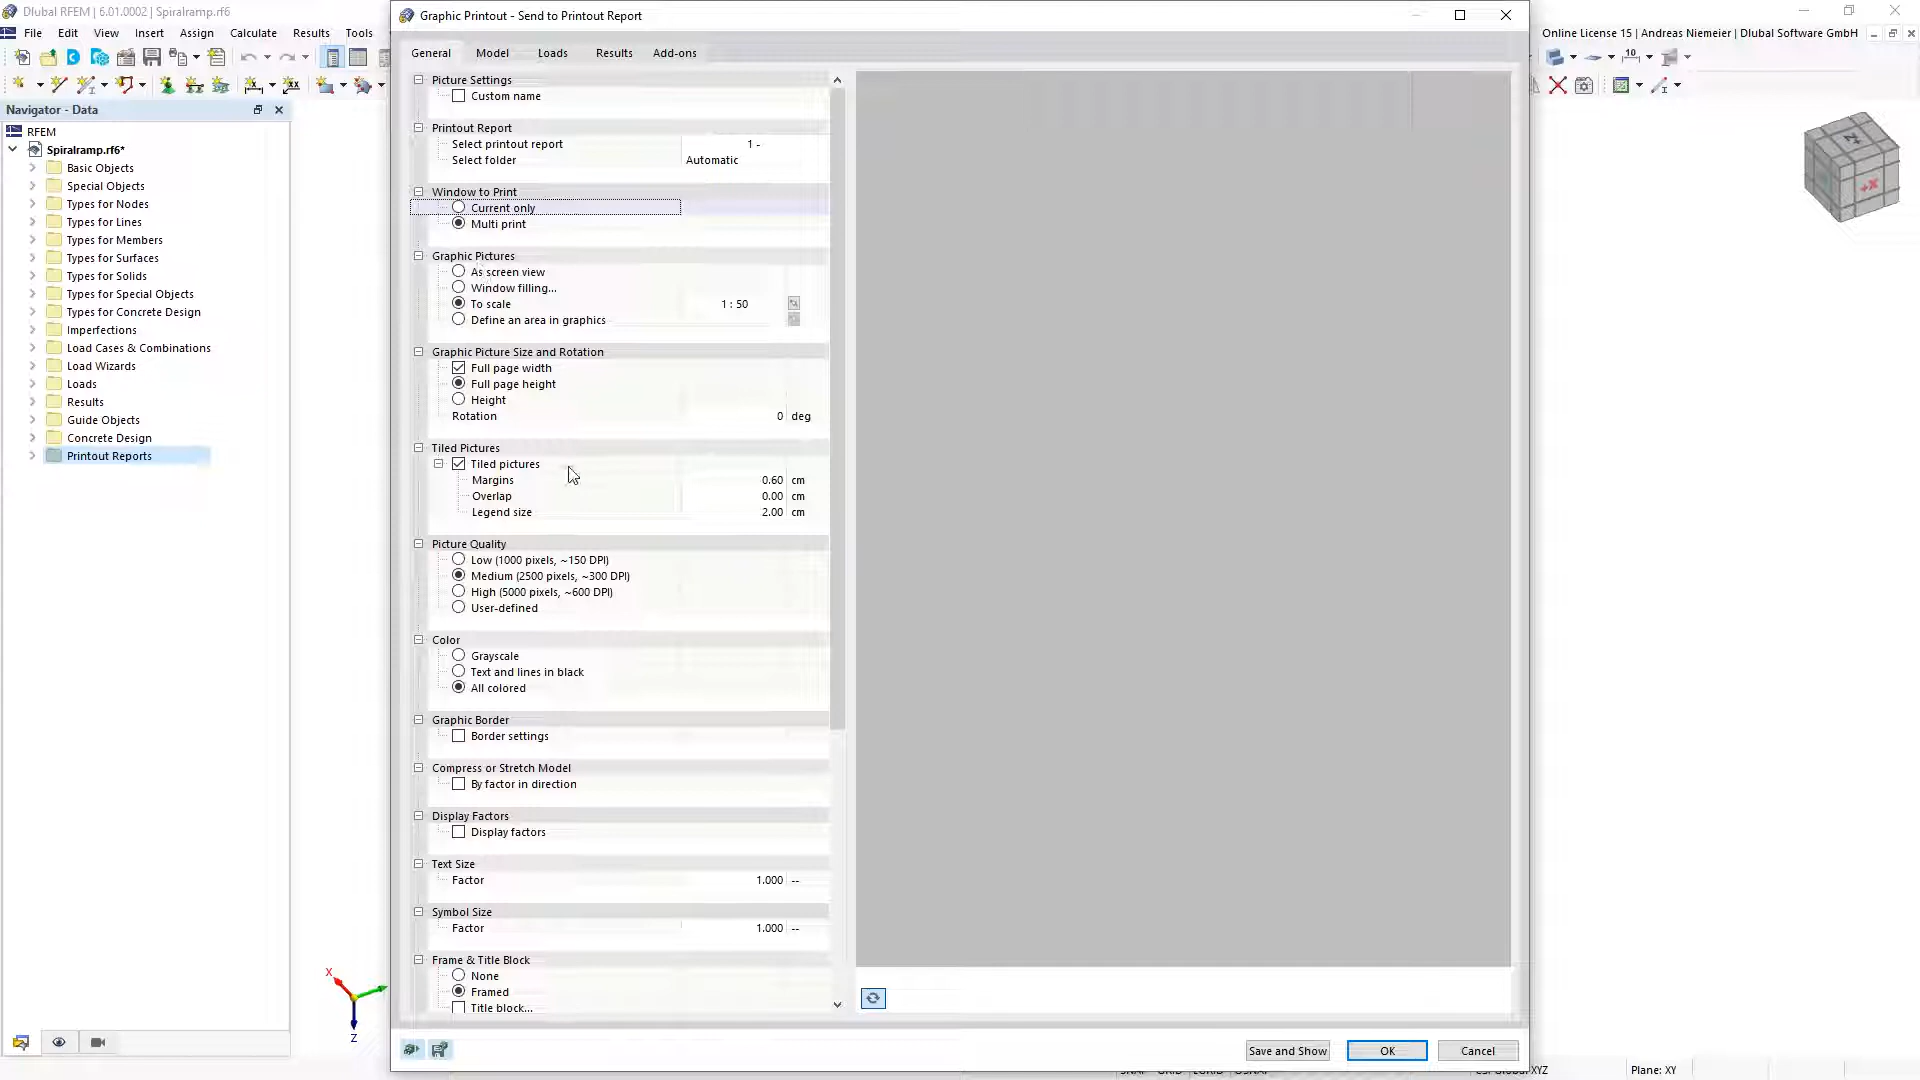 Dlubal RFEM | 6.01.0002 | Spiralramp.rf6
File Edit View Insert Assign Calculate Results Tools
Online License 15 | Andreas Niemeier | Dlubal Software GmbH
10
Navigator - Data
RFEM
Spiralramp.rf6*
Basic Objects
Special Objects
Types for Nodes
Types for Lines
Types for Members
Types for Surfaces
Types for Solids
Types for Special Objects
Types for Concrete Design
Imperfections
Load Cases & Combinations
Load Wizards
Loads
Results
Guide Objects
Concrete Design
Printout Reports
Graphic Printout - Send to Printout Report
General Model Loads Results Add-ons
Picture Settings
Custom name
Printout Report
Select printout report 1 -
Select folder Automatic
Window to Print
Current only
Multi print
Graphic Pictures
As screen view
Window filling...
To scale 1 : 50
Define an area in graphics
Graphic Picture Size and Rotation
Full page width
Full page height
Height
Rotation 0 deg
Tiled Pictures
Tiled pictures
Margins 0.60 cm
Overlap 0.00 cm
Legend size 2.00 cm
Picture Quality
Low (1000 pixels, ~150 DPI)
Medium (2500 pixels, ~300 DPI)
High (5000 pixels, ~600 DPI)
User-defined
Color
Grayscale
Text and lines in black
All colored
Graphic Border
Border settings
Compress or Stretch Model
By factor in direction
Display Factors
Display factors
Text Size
Factor 1.000 --
Symbol Size
Factor 1.000 --
Frame & Title Block
None
Framed
Title block...
Save and Show OK Cancel
+X
X
Z
Plane: XY